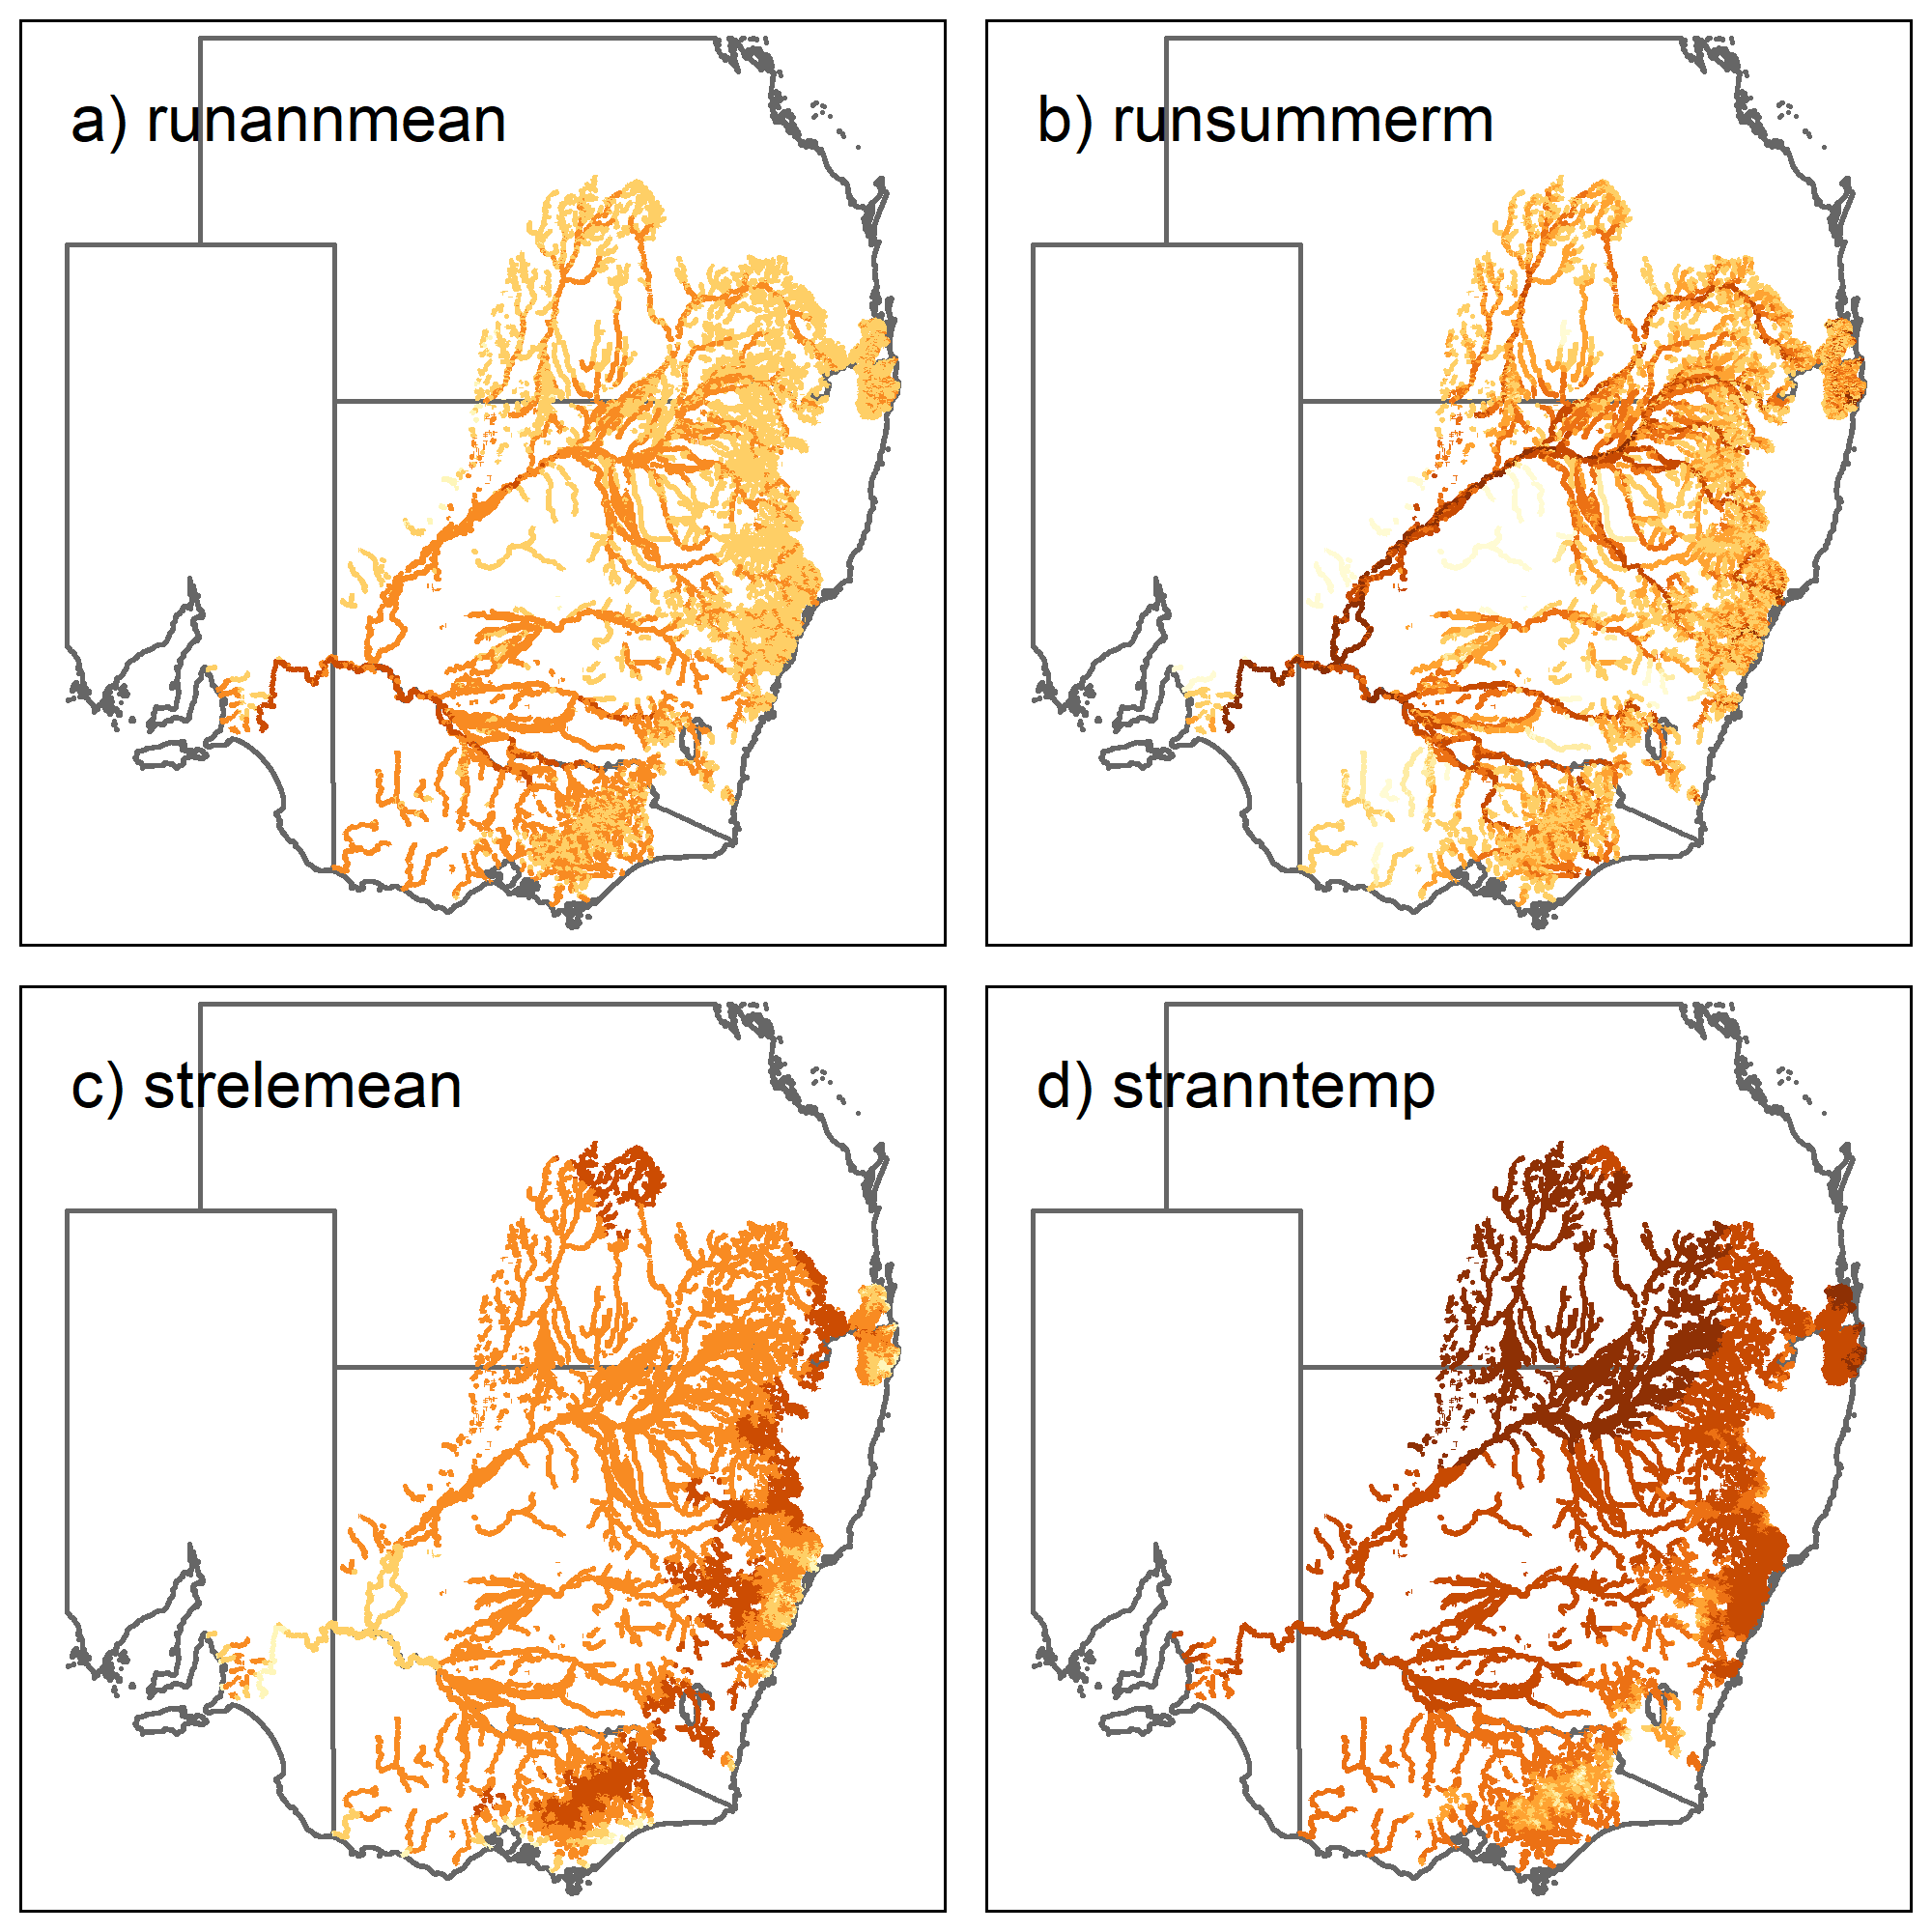 a) runannmean
b) runsummerm
c) strelemean
d) stranntemp